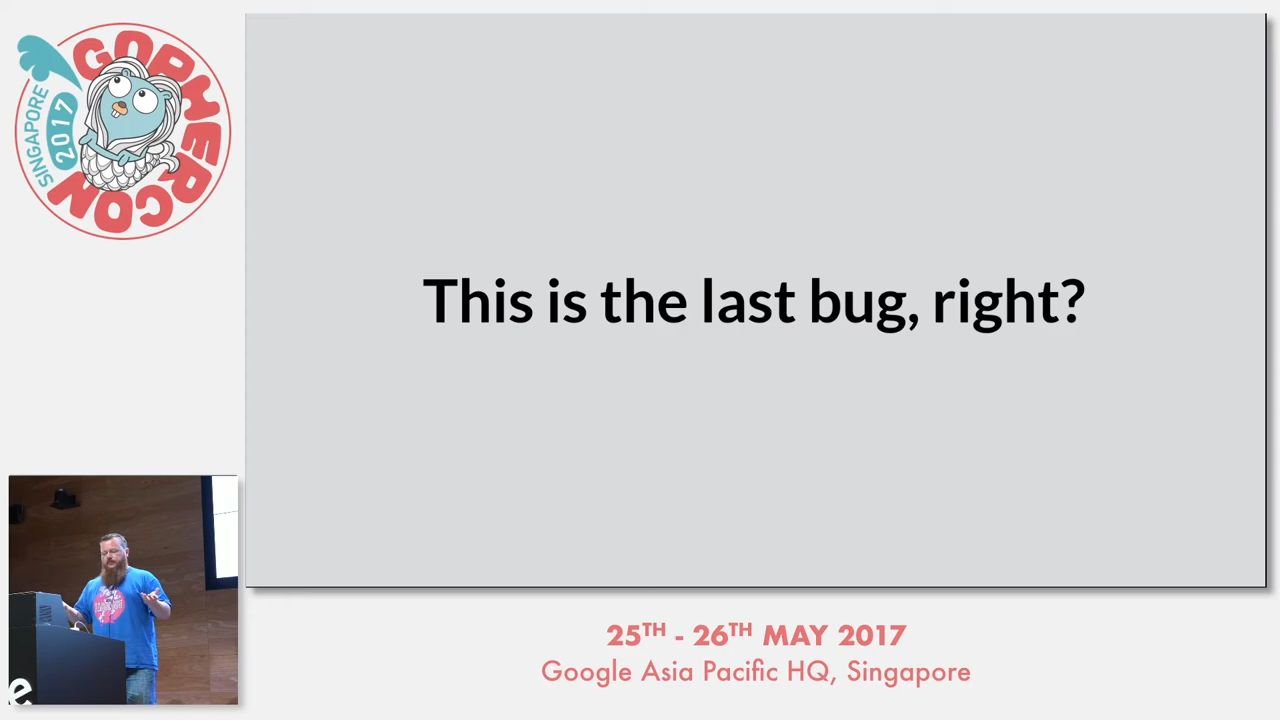 GOPHERCON
SINGAPORE
2017
This is the last bug, right?
25TH - 26TH MAY 2017
Google Asia Pacific HQ, Singapore
e